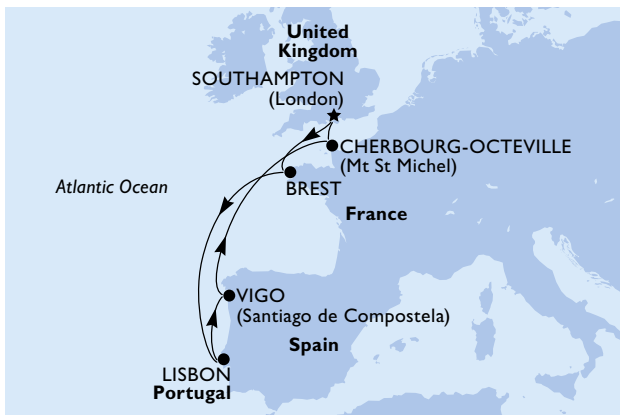 United
Kingdom
SOUTHAMPTON
(London)
CHERBOURG-OCTEVILLE
(Mt St Michel)
BREST
Atlantic Ocean
France
VIGO
(Santiago de Compostela)
Spain
LISBON
Portugal